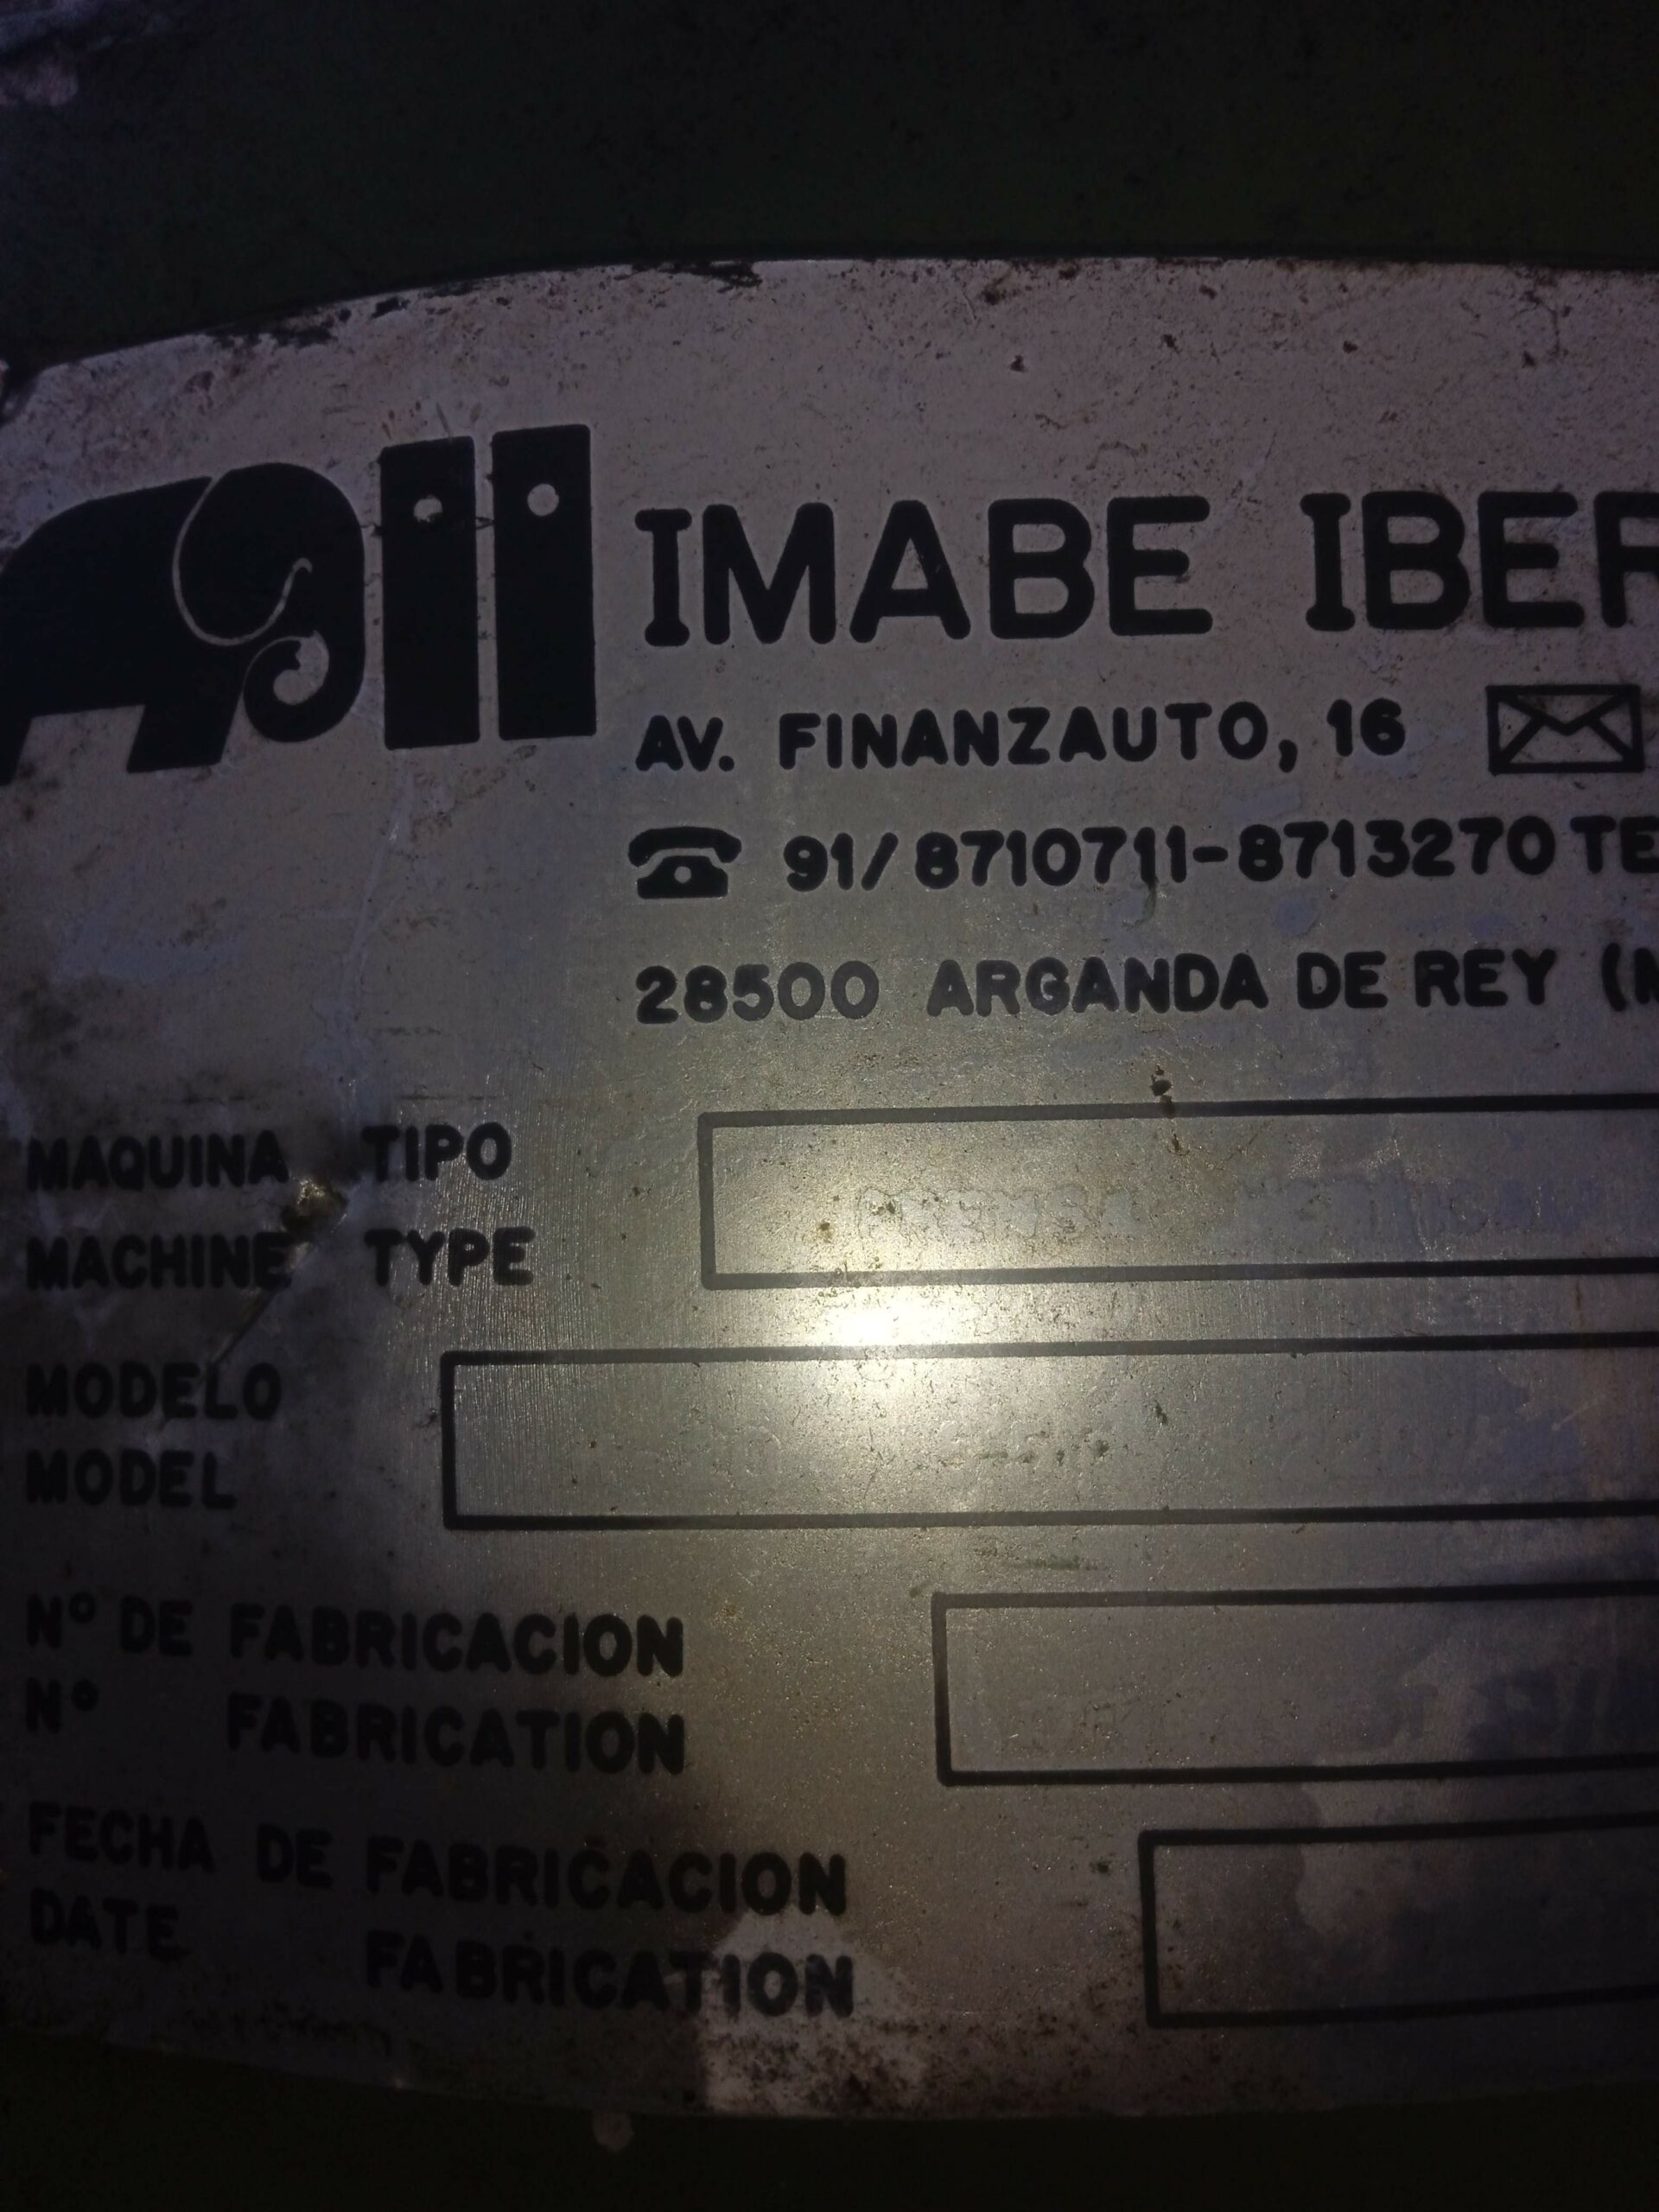 IMABE IBER
AV. FINANZAUTO, 16
91/8710711-8713270 TE
28500 ARGANDA DE REY (M
MAQUINA TIPO
MACHINE TYPE
PRENSA
MODELO
MODEL
Nº DE FABRICACION
Nº FABRICATION
FECHA DE FABRICACION
DATE FABRICATION